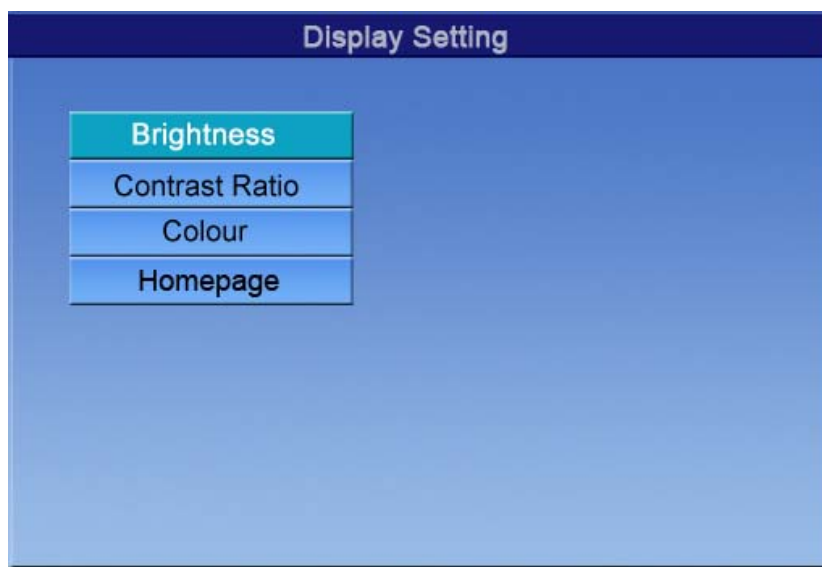 Display Setting
Brightness
Contrast Ratio
Colour
Homepage